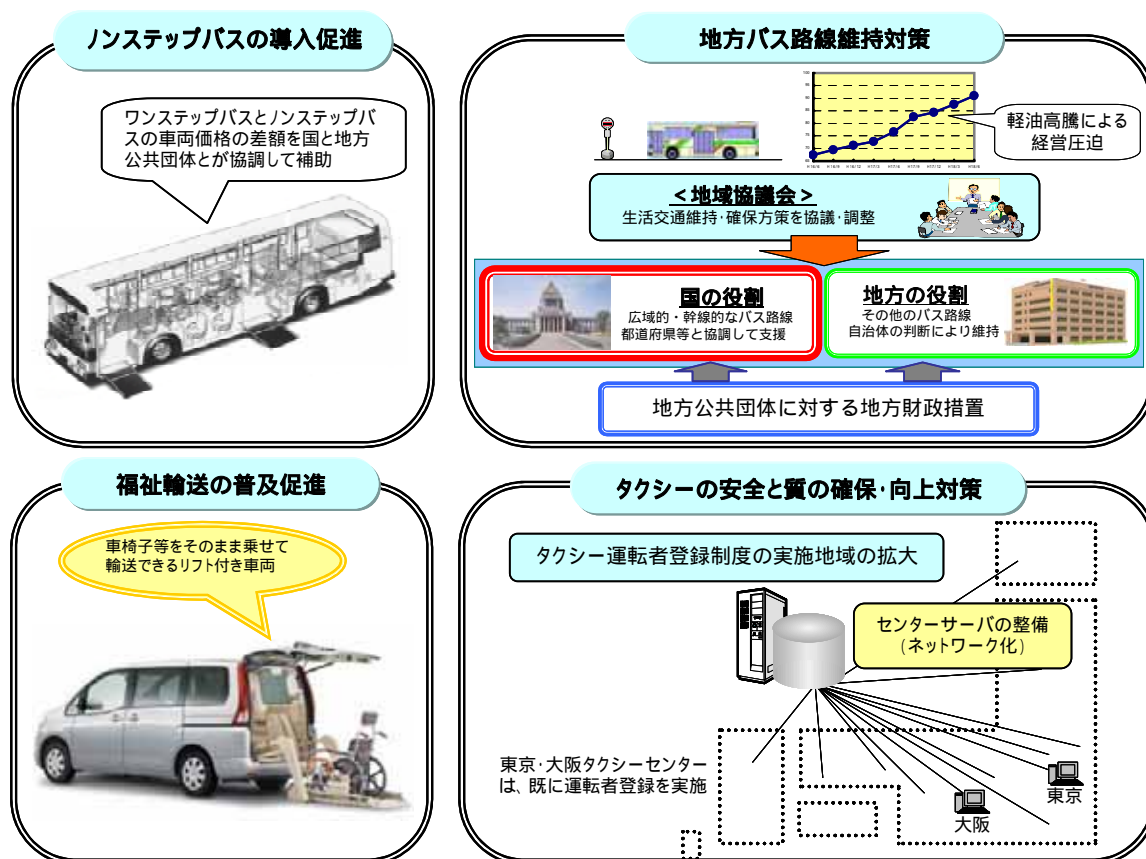 ノンステップバスの導入促進
ワンステップバスとノンステップバ
スの車両価格の差額を国と地方
公共団体とが協調して補助
地方バス路線維持対策
軽油高騰による
経営圧迫
＜地域協議会＞
生活交通維持･確保方策を協議･調整
国の役割
広域的・幹線的なバス路線
都道府県等と協調して支援
地方の役割
その他のバス路線
自治体の判断により維持
地方公共団体に対する地方財政措置
福祉輸送の普及促進
車椅子等をそのまま乗せて
輸送できるリフト付き車両
タクシーの安全と質の確保･向上対策
タクシー運転者登録制度の実施地域の拡大
センターサーバの整備
（ネットワーク化）
東京･大阪タクシーセンター
は、既に運転者登録を実施
東京
大阪